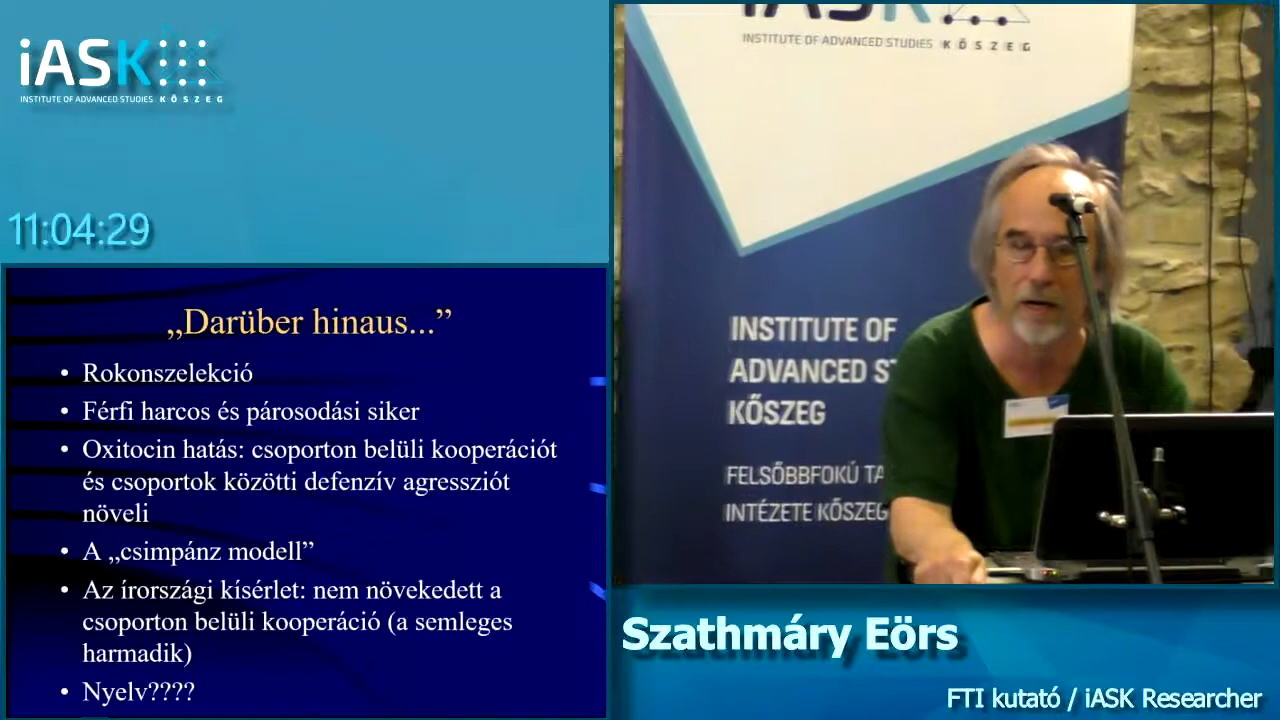 iASK
INSTITUTE OF ADVANCED STUDIES KŐSZEG
11:04:29
„Darüber hinaus...”
• Rokonszelekció
• Férfi harcos és párosodási siker
• Oxitocin hatás: csoporton belüli kooperációt
és csoportok közötti defenzív agressziót
növeli
• A „csimpánz modell”
• Az írországi kísérlet: nem növekedett a
csoporton belüli kooperáció (a semleges
harmadik)
• Nyelv????
iASK
INSTITUTE OF ADVANCED STUDIES KŐSZEG
INSTITUTE OF
ADVANCED ST
KŐSZEG
FELSŐBBFOKÚ TA
INTÉZETE KŐSZEG
Szathmáry Eörs
FTI kutató / iASK Researcher